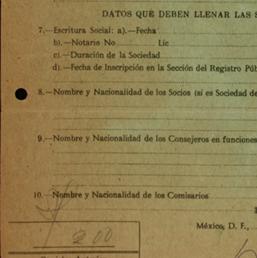 DATOS QUE DEBEN LLENAR LAS
7.—Escritura Social: a).—Fecha
b).—Notario No. Lic
c).—Duración de la Sociedad
d).—Fecha de Inscripción en la Sección del Registro Púb
8.—Nombre y Nacionalidad de los Socios (si es Sociedad de
9.—Nombre y Nacionalidad de los Consejeros en funciones
10.—Nombre y Nacionalidad de los Comisarios
México, D. F.,
200